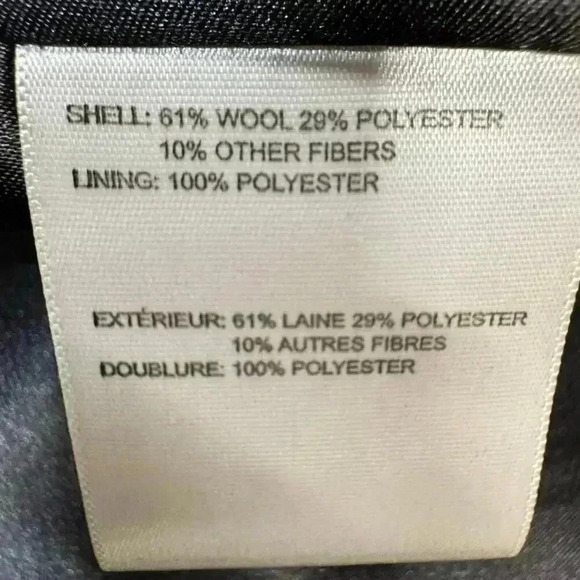 SHELL: 61% WOOL 29% POLYESTER
10% OTHER FIBERS
LINING: 100% POLYESTER
EXTÉRIEUR: 61% LAINE 29% POLYESTER
10% AUTRES FIBRES
DOUBLURE: 100% POLYESTER